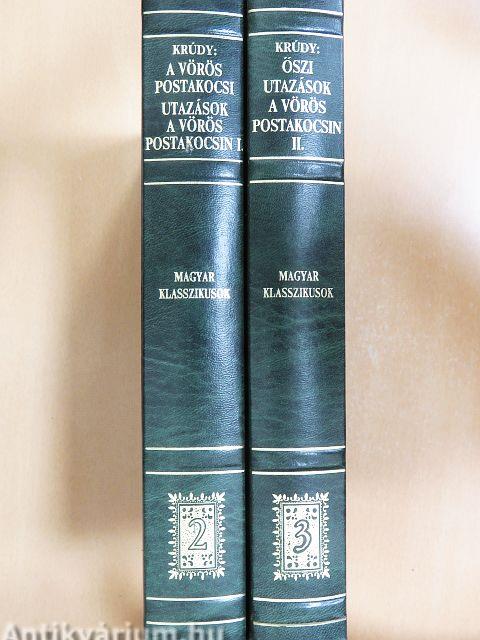 KRÚDY:
A VÖRÖS
POSTAKOCSI
UTAZÁSOK
A VÖRÖS
POSTAKOCSIN I.
MAGYAR
KLASSZIKUSOK
2
KRÚDY:
ŐSZI
UTAZÁSOK
A VÖRÖS
POSTAKOCSIN
II.
MAGYAR
KLASSZIKUSOK
3
Antikvárium.hu